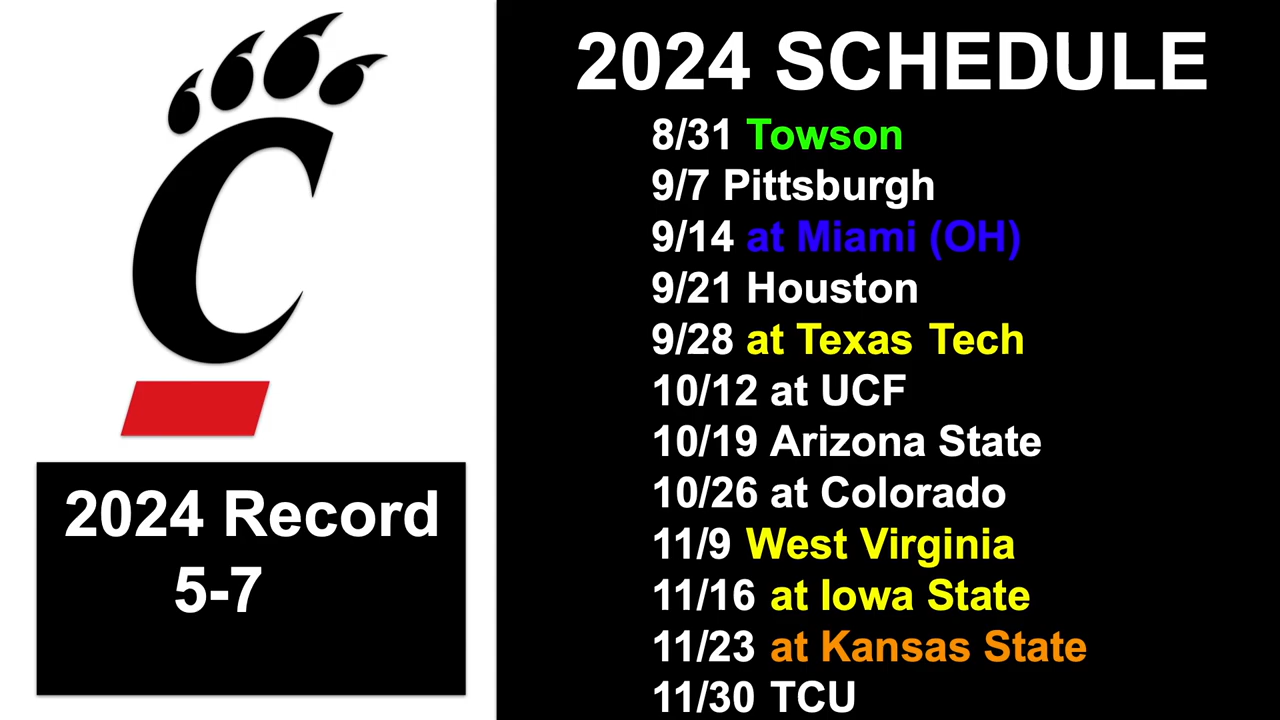 2024 SCHEDULE
8/31 Towson
9/7 Pittsburgh
9/14 at Miami (OH)
9/21 Houston
9/28 at Texas Tech
10/12 at UCF
10/19 Arizona State
10/26 at Colorado
11/9 West Virginia
11/16 at Iowa State
11/23 at Kansas State
11/30 TCU
C
2024 Record
5-7